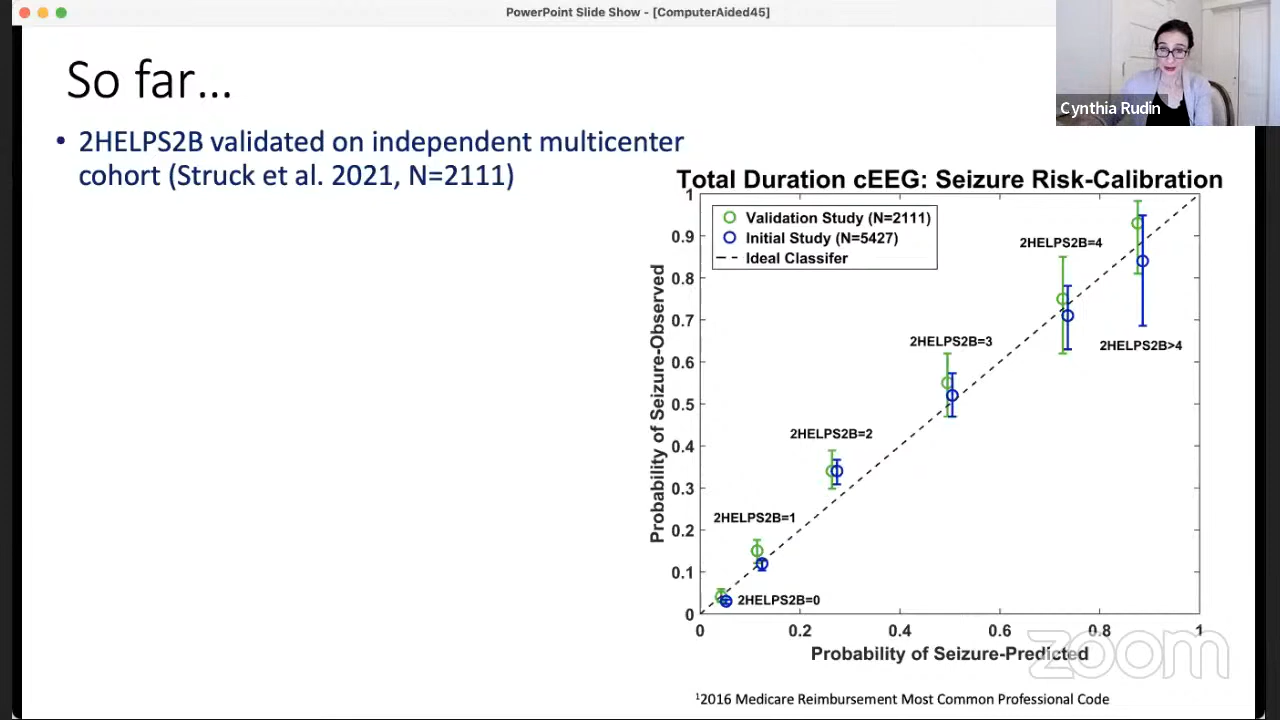 PowerPoint Slide Show - [ComputerAided45]
Cynthia Rudin
So far...
• 2HELPS2B validated on independent multicenter
cohort (Struck et al. 2021, N=2111)
Total Duration cEEG: Seizure Risk-Calibration
Validation Study (N=2111)
Initial Study (N=5427)
Ideal Classifer
2HELPS2B=4
2HELPS2B>4
2HELPS2B=3
2HELPS2B=2
2HELPS2B=1
2HELPS2B=0
Probability of Seizure-Observed
1
0.9
0.8
0.7
0.6
0.5
0.4
0.3
0.2
0.1
0
0 0.2 0.4 0.6 0.8 1
Probability of Seizure-Predicted
zoom
¹2016 Medicare Reimbursement Most Common Professional Code